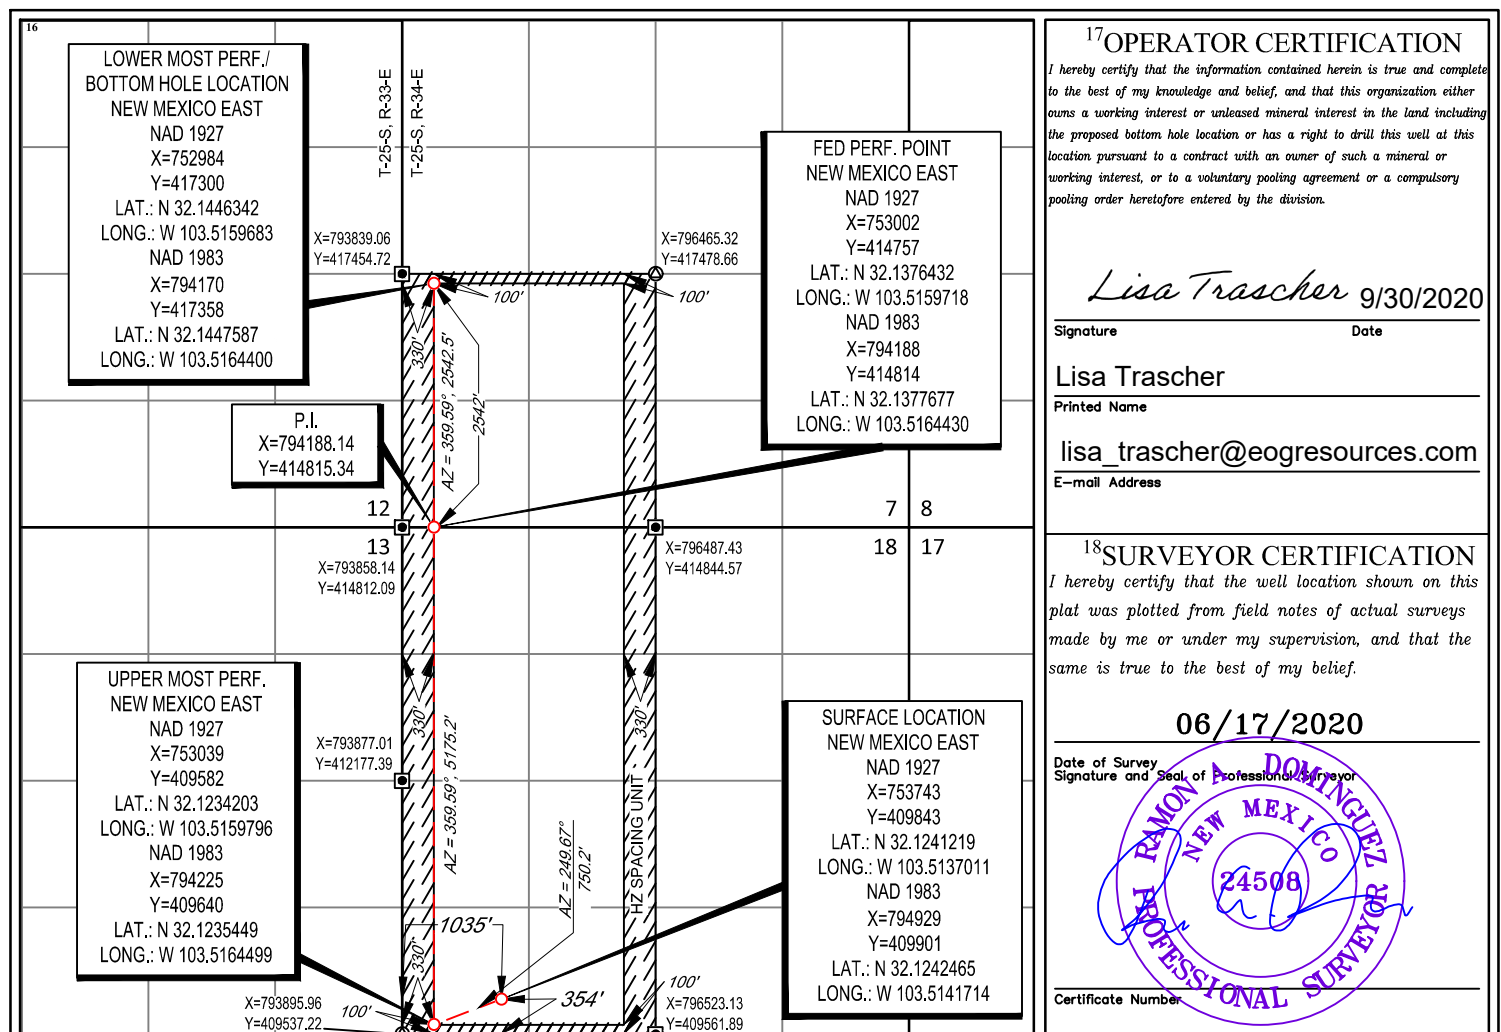 16
LOWER MOST PERF./
BOTTOM HOLE LOCATION
NEW MEXICO EAST
NAD 1927
X=752984
Y=417300
LAT.: N 32.1446342
LONG.: W 103.5159683
NAD 1983
X=794170
Y=417358
LAT.: N 32.1447587
LONG.: W 103.5164400
T-25-S, R-33-E
T-25-S, R-34-E
X=793839.06
Y=417454.72
X=796465.32
Y=417478.66
100'
100'
330'
AZ = 359.59°, 2542.5'
2542'
FED PERF. POINT
NEW MEXICO EAST
NAD 1927
X=753002
Y=414757
LAT.: N 32.1376432
LONG.: W 103.5159718
NAD 1983
X=794188
Y=414814
LAT.: N 32.1377677
LONG.: W 103.5164430
P.I.
X=794188.14
Y=414815.34
12
13
7
8
18
17
X=793858.14
Y=414812.09
X=796487.43
Y=414844.57
UPPER MOST PERF.
NEW MEXICO EAST
NAD 1927
X=753039
Y=409582
LAT.: N 32.1234203
LONG.: W 103.5159796
NAD 1983
X=794225
Y=409640
LAT.: N 32.1235449
LONG.: W 103.5164499
X=793877.01
Y=412177.39
330'
330'
AZ = 359.59°, 5175.2'
HZ SPACING UNIT
AZ = 249.67°
750.2'
SURFACE LOCATION
NEW MEXICO EAST
NAD 1927
X=753743
Y=409843
LAT.: N 32.1241219
LONG.: W 103.5137011
NAD 1983
X=794929
Y=409901
LAT.: N 32.1242465
LONG.: W 103.5141714
1035'
330'
354'
100'
100'
X=793895.96
Y=409537.22
X=796523.13
Y=409561.89
17OPERATOR CERTIFICATION
I hereby certify that the information contained herein is true and complete
to the best of my knowledge and belief, and that this organization either
owns a working interest or unleased mineral interest in the land including
the proposed bottom hole location or has a right to drill this well at this
location pursuant to a contract with an owner of such a mineral or
working interest, or to a voluntary pooling agreement or a compulsory
pooling order heretofore entered by the division.
Lisa Trascher 9/30/2020
Signature Date
Lisa Trascher
Printed Name
lisa_trascher@eogresources.com
E-mail Address
18SURVEYOR CERTIFICATION
I hereby certify that the well location shown on this
plat was plotted from field notes of actual surveys
made by me or under my supervision, and that the
same is true to the best of my belief.
06/17/2020
Date of Survey
Signature and Seal of Professional Surveyor
RAMON A. DOMINGUEZ
NEW MEXICO
24508
PROFESSIONAL SURVEYOR
Certificate Number